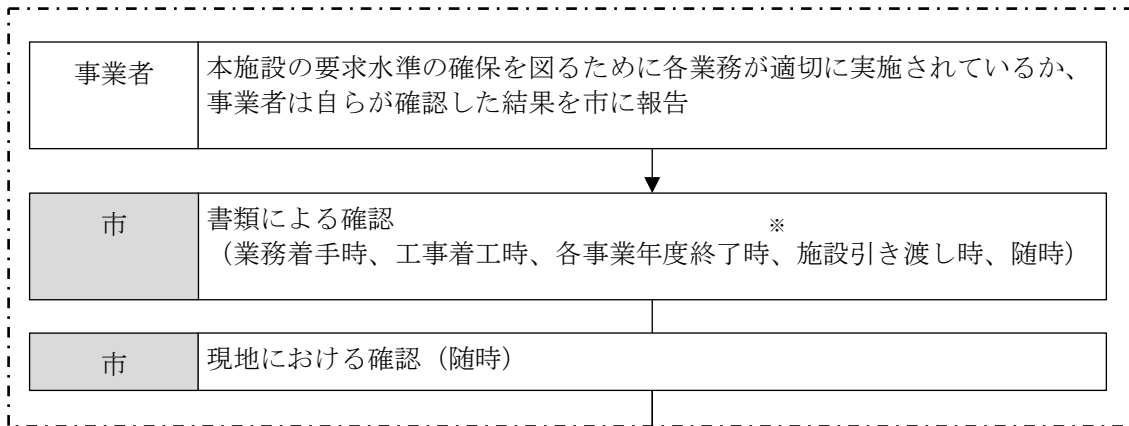 事業者
本施設の要求水準の確保を図るために各業務が適切に実施されているか、
事業者は自らが確認した結果を市に報告
市
書類による確認
※
（業務着手時、工事着工時、各事業年度終了時、施設引き渡し時、随時）
市
現地における確認（随時）